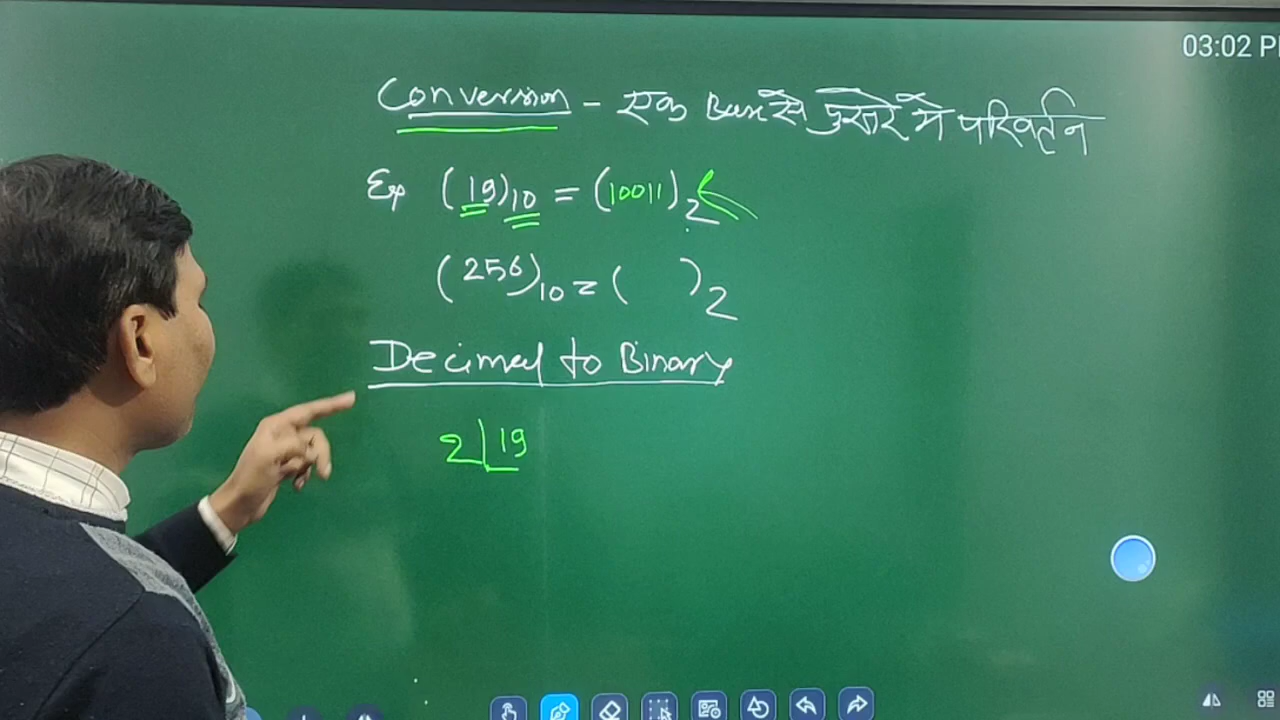 03:02 P
Conversion - एक Base से दुसरे में परिवर्तन
Exp (19)10 = (10011)2
(256)10 = ( )2
Decimal to Binary
2 19